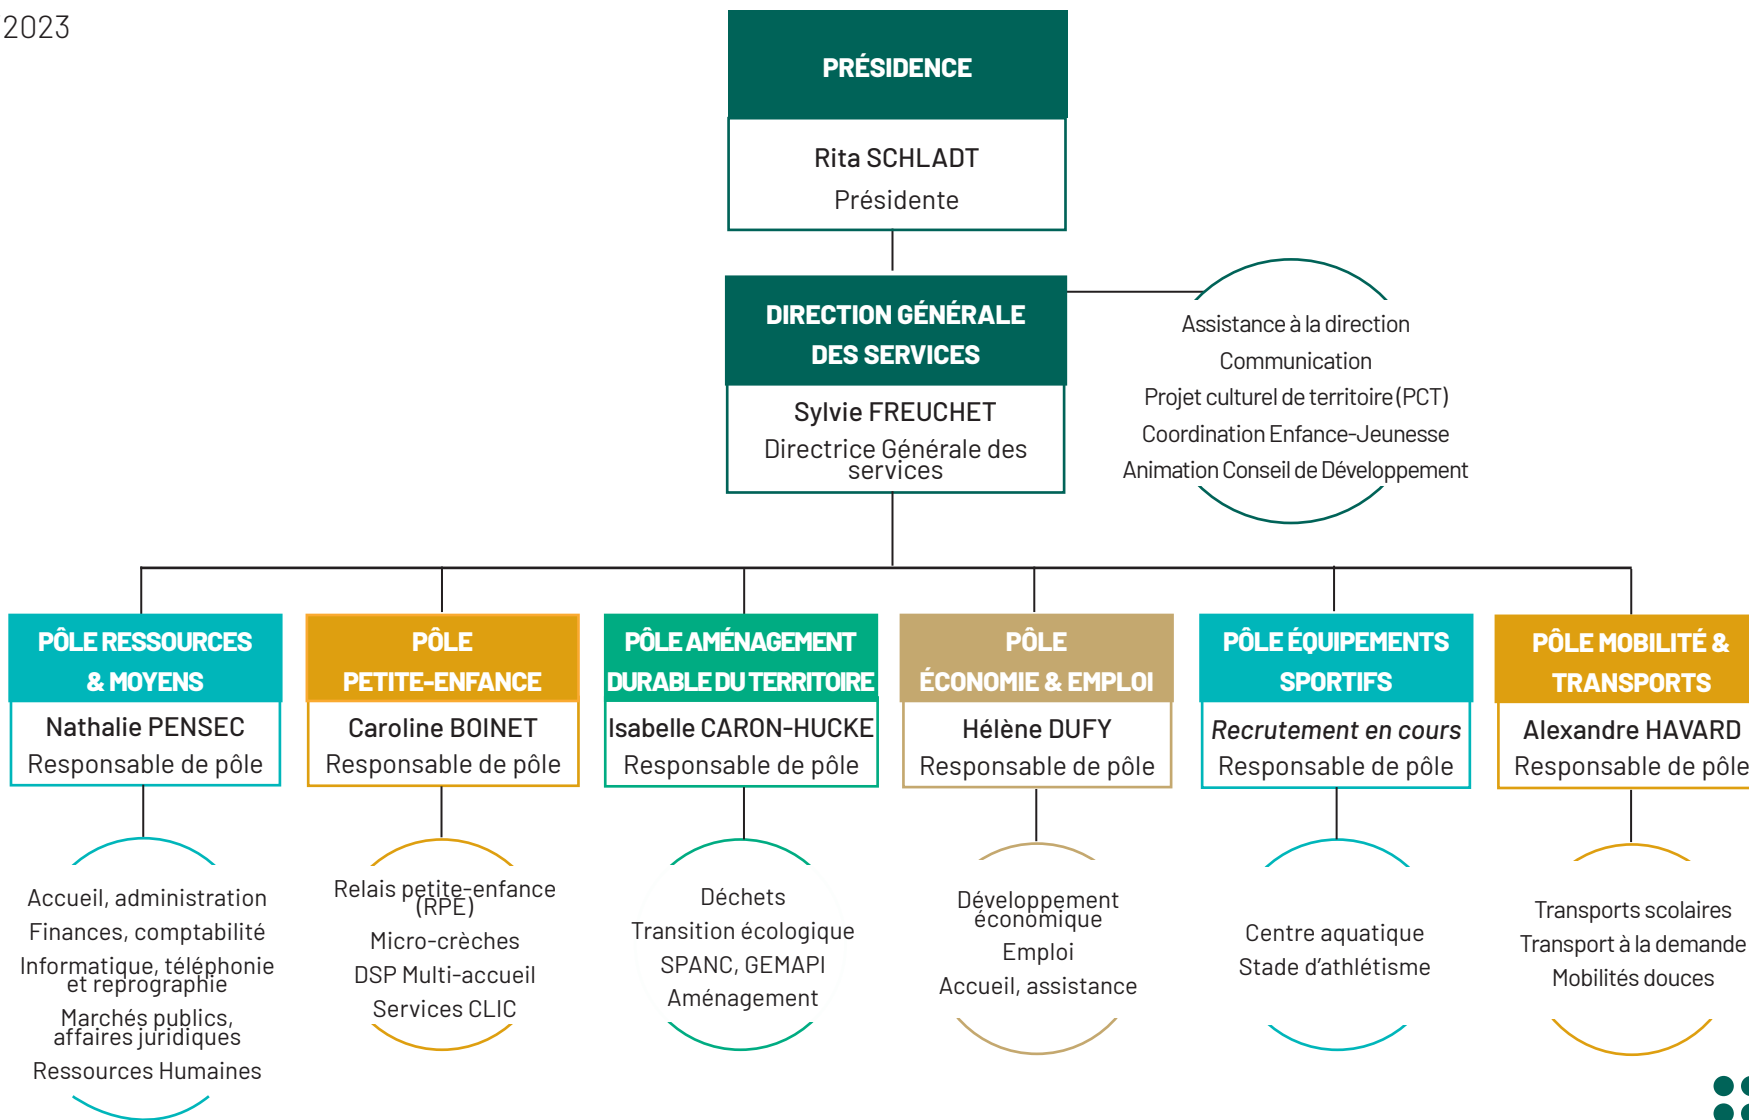 2023
PRÉSIDENCE
Rita SCHLADT
Présidente
DIRECTION GÉNÉRALE
DES SERVICES
Sylvie FREUCHET
Directrice Générale des
services
Assistance à la direction
Communication
Projet culturel de territoire (PCT)
Coordination Enfance-Jeunesse
Animation Conseil de Développement
PÔLE RESSOURCES
& MOYENS
Nathalie PENSEC
Responsable de pôle
Accueil, administration
Finances, comptabilité
Informatique, téléphonie
et reprographie
Marchés publics,
affaires juridiques
Ressources Humaines
PÔLE
PETITE-ENFANCE
Caroline BOINET
Responsable de pôle
Relais petite-enfance
(RPE)
Micro-crèches
DSP Multi-accueil
Services CLIC
PÔLE AMÉNAGEMENT
DURABLE DU TERRITOIRE
Isabelle CARON-HUCKE
Responsable de pôle
Déchets
Transition écologique
SPANC, GEMAPI
Aménagement
PÔLE
ÉCONOMIE & EMPLOI
Hélène DUFY
Responsable de pôle
Développement
économique
Emploi
Accueil, assistance
PÔLE ÉQUIPEMENTS
SPORTIFS
Recrutement en cours
Responsable de pôle
Centre aquatique
Stade d'athlétisme
PÔLE MOBILITÉ &
TRANSPORTS
Alexandre HAVARD
Responsable de pôle
Transports scolaires
Transport à la demande
Mobilités douces